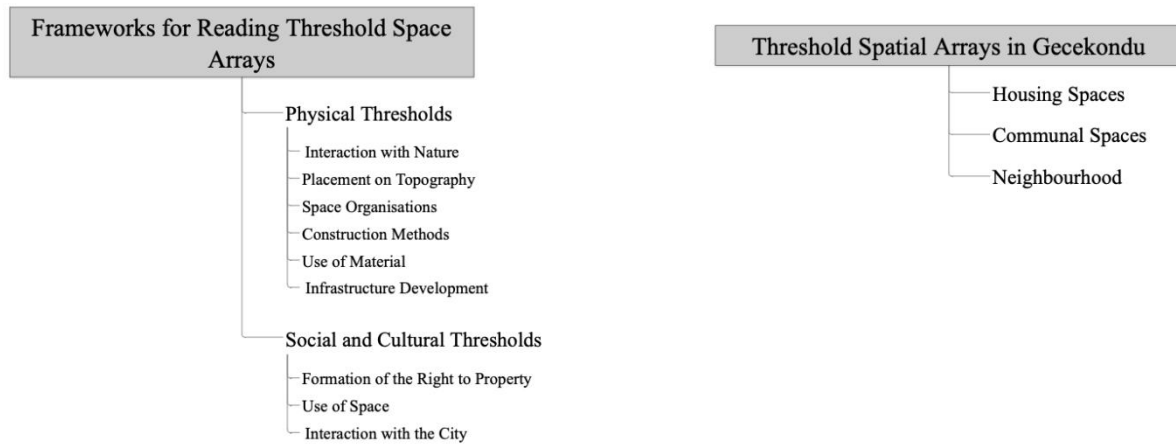 Frameworks for Reading Threshold Space
Arrays
Physical Thresholds
Interaction with Nature
Placement on Topography
Space Organisations
Construction Methods
Use of Material
Infrastructure Development
Social and Cultural Thresholds
Formation of the Right to Property
Use of Space
Interaction with the City
Threshold Spatial Arrays in Gecekondu
Housing Spaces
Communal Spaces
Neighbourhood